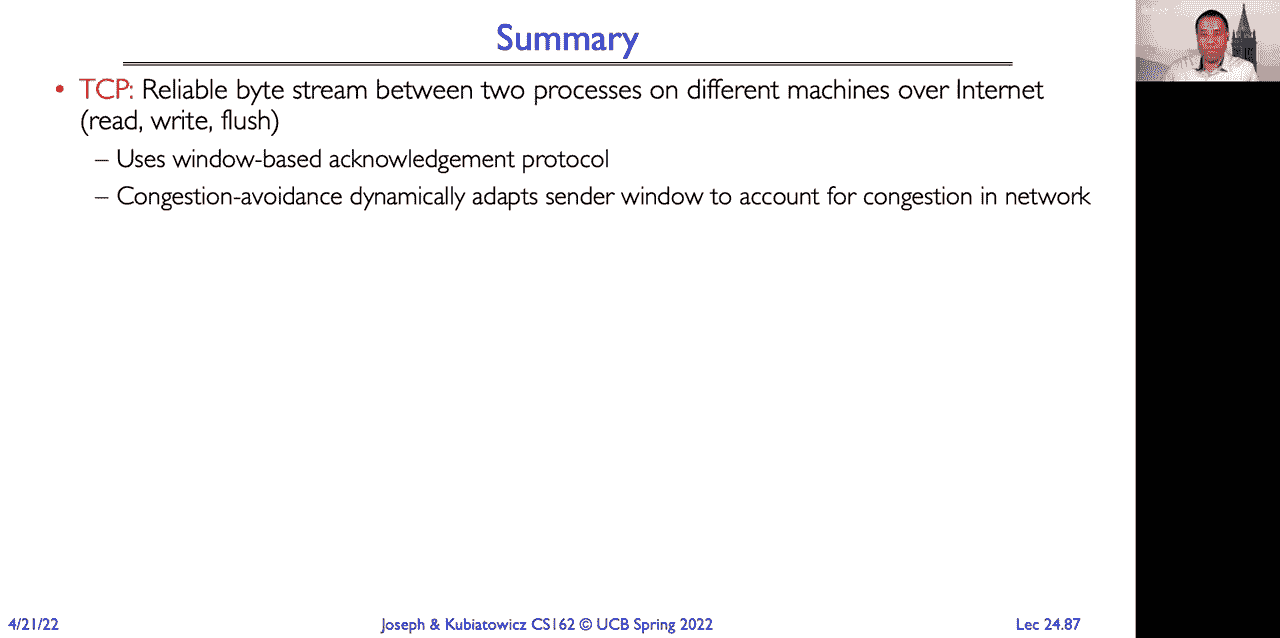 Summary
• TCP: Reliable byte stream between two processes on different machines over Internet
(read, write, flush)
– Uses window-based acknowledgement protocol
– Congestion-avoidance dynamically adapts sender window to account for congestion in network
4/21/22
Joseph & Kubiatowicz CS162 © UCB Spring 2022
Lec 24.87